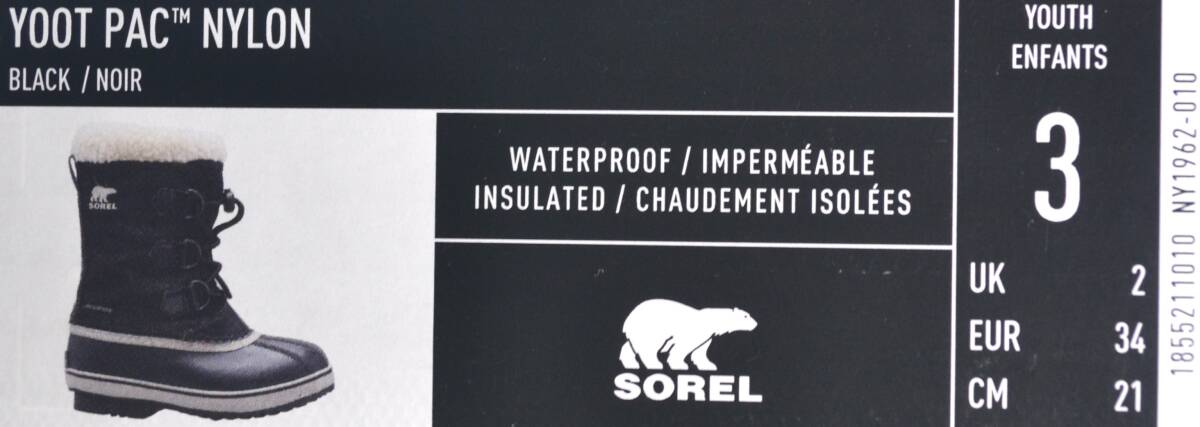 YOOT PAC™ NYLON
BLACK / NOIR
SOREL
WATERPROOF / IMPERMÉABLE
INSULATED / CHAUDEMENT ISOLÉES
SOREL
YOUTH
ENFANTS
3
UK 2
EUR 34
CM 21
1855211010 NY1962-010